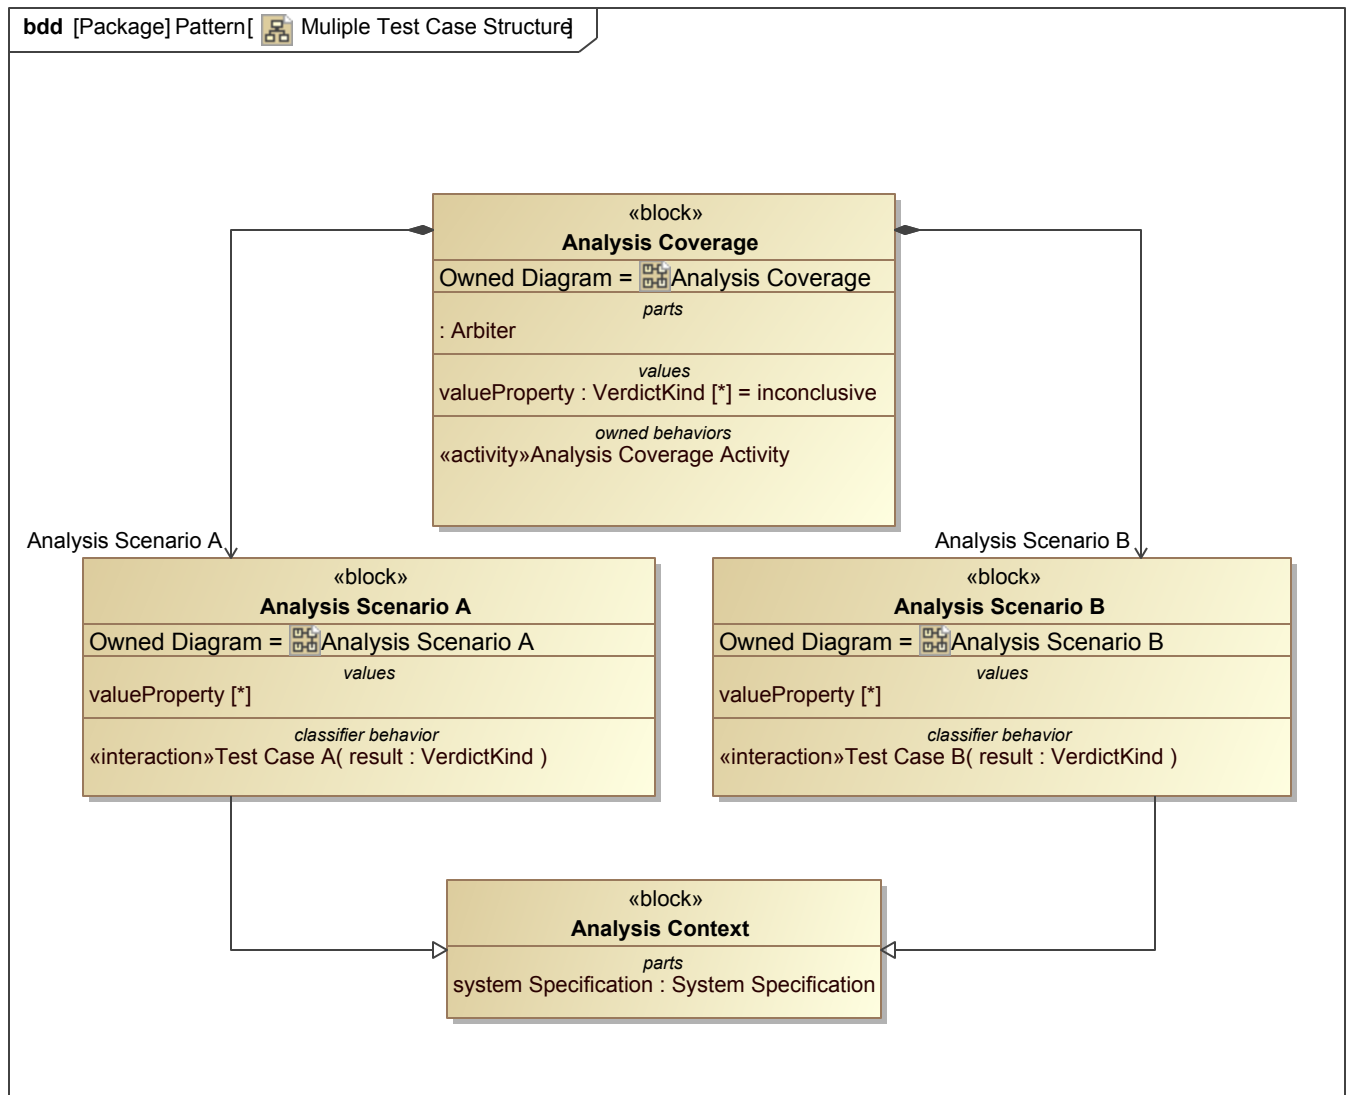 bdd [Package] Pattern[ Muliple Test Case Structure]
«block»
Analysis Coverage
Owned Diagram = Analysis Coverage
parts
: Arbiter
values
valueProperty : VerdictKind [*] = inconclusive
owned behaviors
«activity»Analysis Coverage Activity
Analysis Scenario A
Analysis Scenario B
«block»
Analysis Scenario A
Owned Diagram = Analysis Scenario A
values
valueProperty [*]
classifier behavior
«interaction»Test Case A( result : VerdictKind )
«block»
Analysis Scenario B
Owned Diagram = Analysis Scenario B
values
valueProperty [*]
classifier behavior
«interaction»Test Case B( result : VerdictKind )
«block»
Analysis Context
parts
system Specification : System Specification